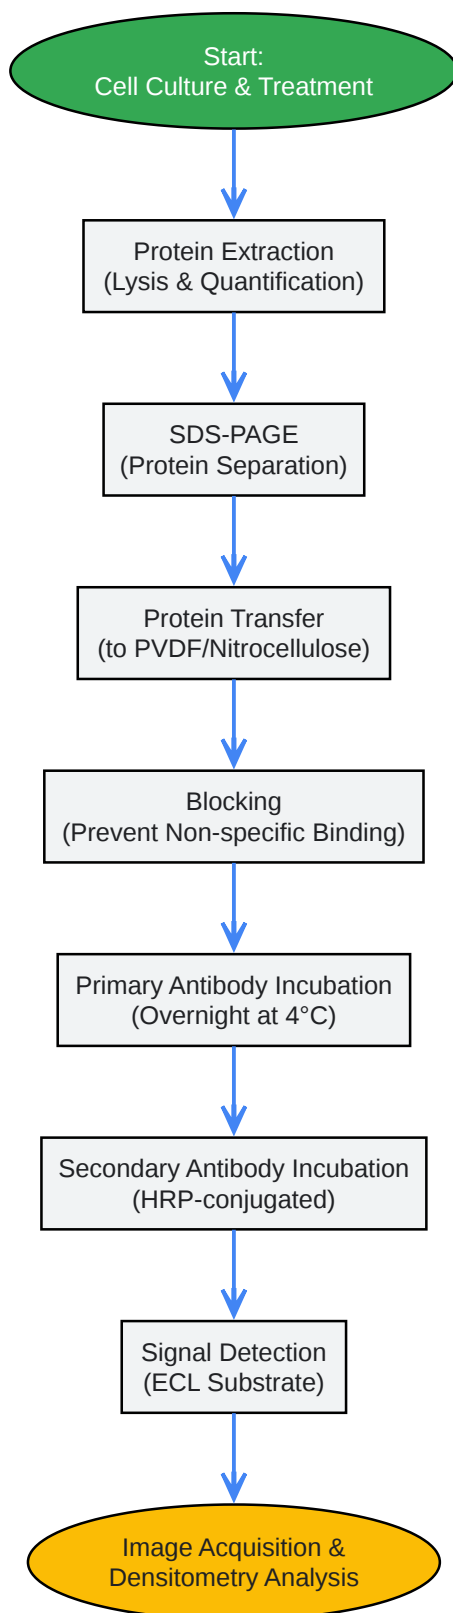 Start:
Cell Culture & Treatment
Protein Extraction
(Lysis & Quantification)
SDS-PAGE
(Protein Separation)
Protein Transfer
(to PVDF/Nitrocellulose)
Blocking
(Prevent Non-specific Binding)
Primary Antibody Incubation
(Overnight at 4°C)
Secondary Antibody Incubation
(HRP-conjugated)
Signal Detection
(ECL Substrate)
Image Acquisition &
Densitometry Analysis